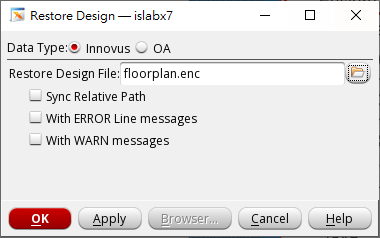 Restore Design — islabx7
Data Type: Innovus OA
Restore Design File: floorplan.enc
Sync Relative Path
With ERROR Line messages
With WARN messages
OK Apply Browser... Cancel Help